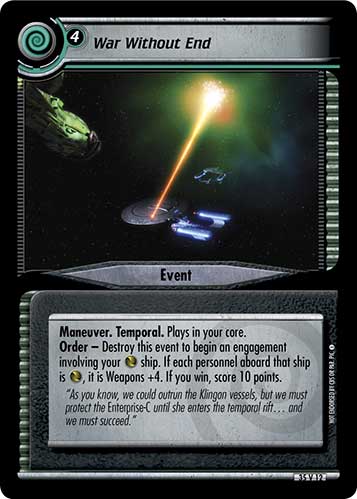 4 War Without End
Event
Maneuver. Temporal. Plays in your core.
Order – Destroy this event to begin an engagement
involving your ship. If each personnel aboard that ship
is , it is Weapons +4. If you win, score 10 points.
"As you know, we could outrun the Klingon vessels, but we must
protect the Enterprise-C until she enters the temporal rift… and
we must succeed."
35 V 12